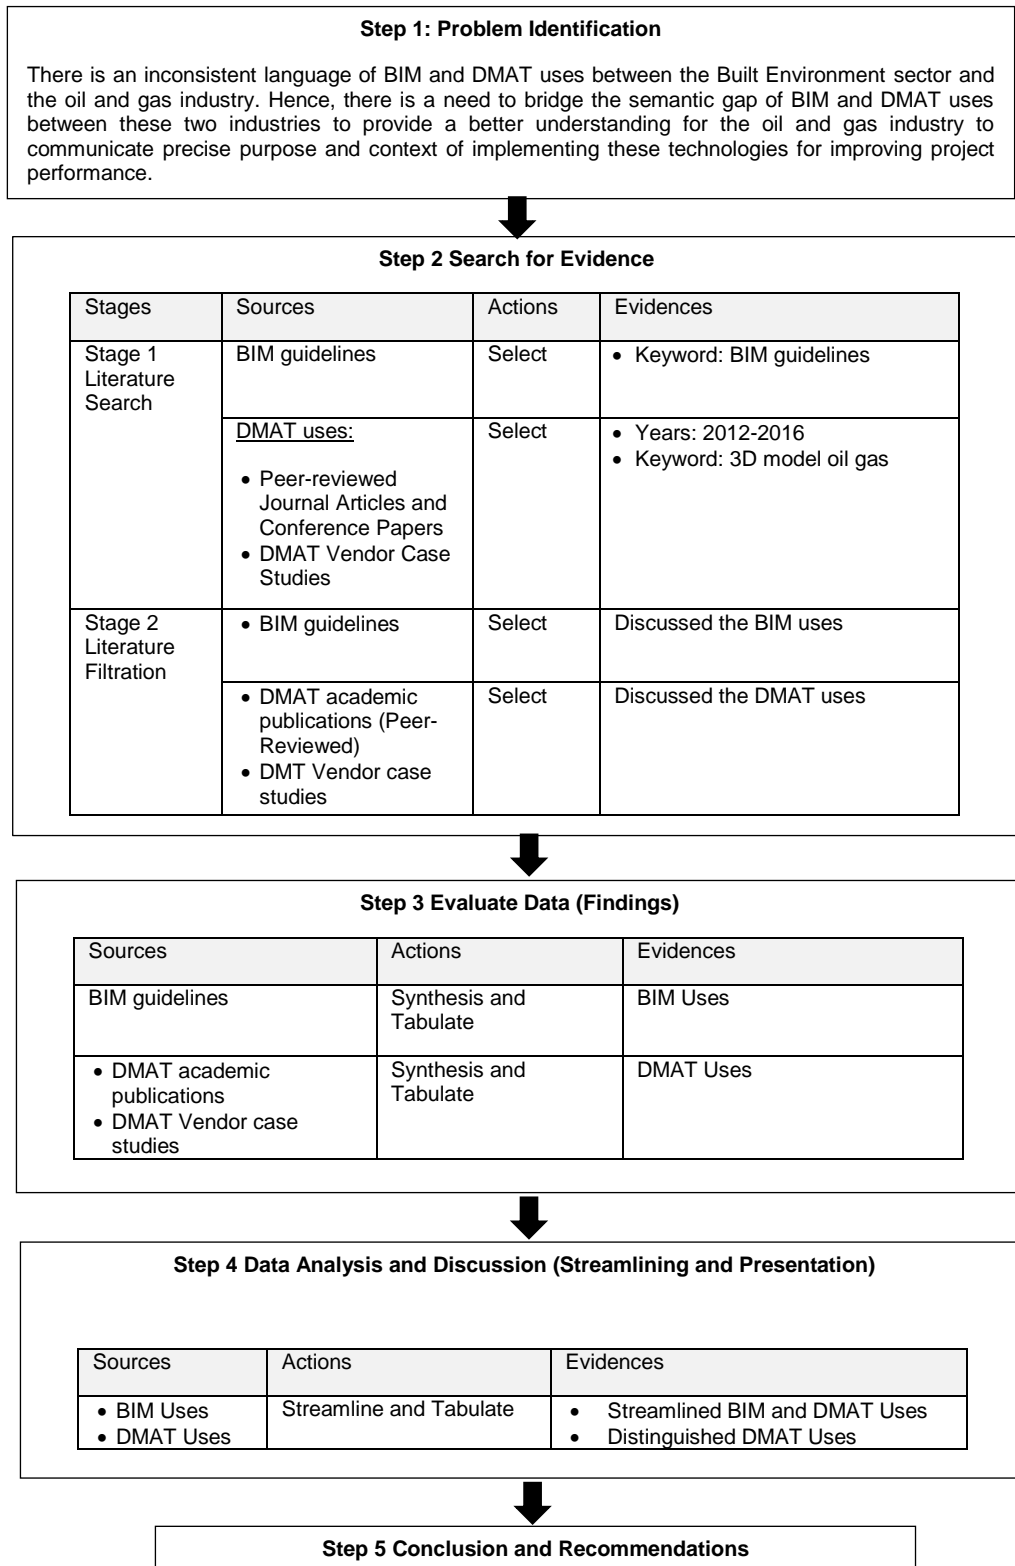 Step 1: Problem Identification
There is an inconsistent language of BIM and DMAT uses between the Built Environment sector and
the oil and gas industry. Hence, there is a need to bridge the semantic gap of BIM and DMAT uses
between these two industries to provide a better understanding for the oil and gas industry to
communicate precise purpose and context of implementing these technologies for improving project
performance.
Step 2 Search for Evidence
Stages
Sources
Actions
Evidences
Stage 1
Literature
Search
BIM guidelines
Select
• Keyword: BIM guidelines
DMAT uses:
• Peer-reviewed
Journal Articles and
Conference Papers
• DMAT Vendor Case
Studies
Select
• Years: 2012-2016
• Keyword: 3D model oil gas
Stage 2
Literature
Filtration
• BIM guidelines
Select
Discussed the BIM uses
• DMAT academic
publications (Peer-
Reviewed)
• DMT Vendor case
studies
Select
Discussed the DMAT uses
Step 3 Evaluate Data (Findings)
Sources
Actions
Evidences
BIM guidelines
Synthesis and
Tabulate
BIM Uses
• DMAT academic
publications
• DMAT Vendor case
studies
Synthesis and
Tabulate
DMAT Uses
Step 4 Data Analysis and Discussion (Streamlining and Presentation)
Sources
Actions
Evidences
• BIM Uses
• DMAT Uses
Streamline and Tabulate
• Streamlined BIM and DMAT Uses
• Distinguished DMAT Uses
Step 5 Conclusion and Recommendations